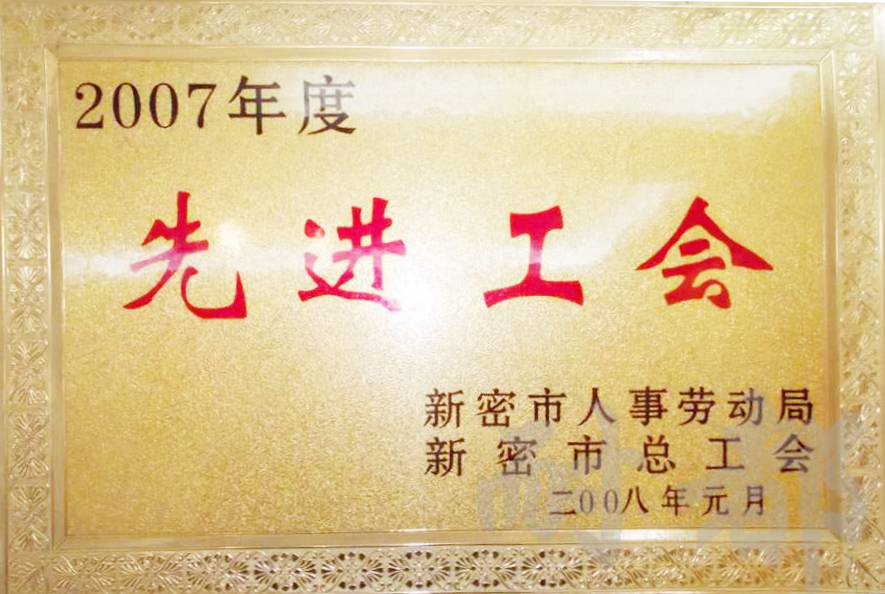 2007年度
先进工会
新密市人事劳动局
新密市总工会
二00八年元月